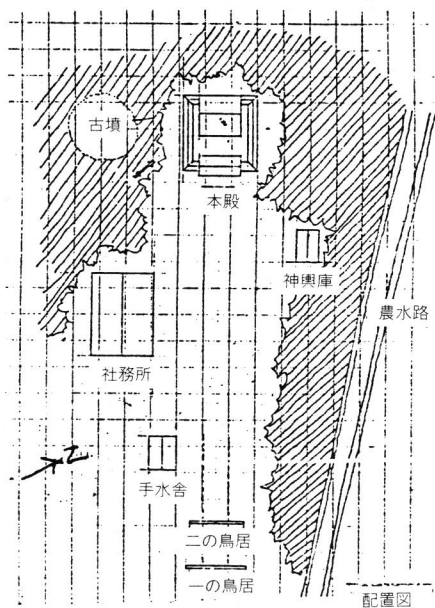 古墳
本殿
神輿庫
農水路
社務所
Z
手水舎
二の鳥居
一の鳥居
配置図